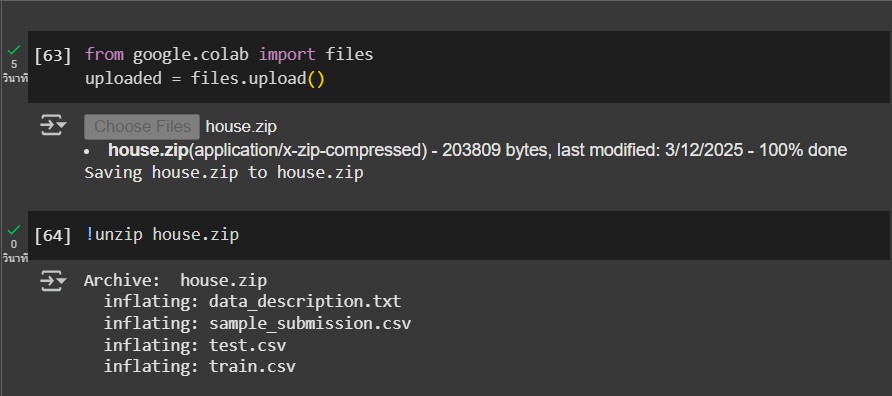 [63] from google.colab import files
5
วินาที
uploaded = files.upload()
Choose Files house.zip
• house.zip(application/x-zip-compressed) - 203809 bytes, last modified: 3/12/2025 - 100% done
Saving house.zip to house.zip
[64] !unzip house.zip
0
วินาที
Archive:  house.zip
  inflating: data_description.txt
  inflating: sample_submission.csv
  inflating: test.csv
  inflating: train.csv